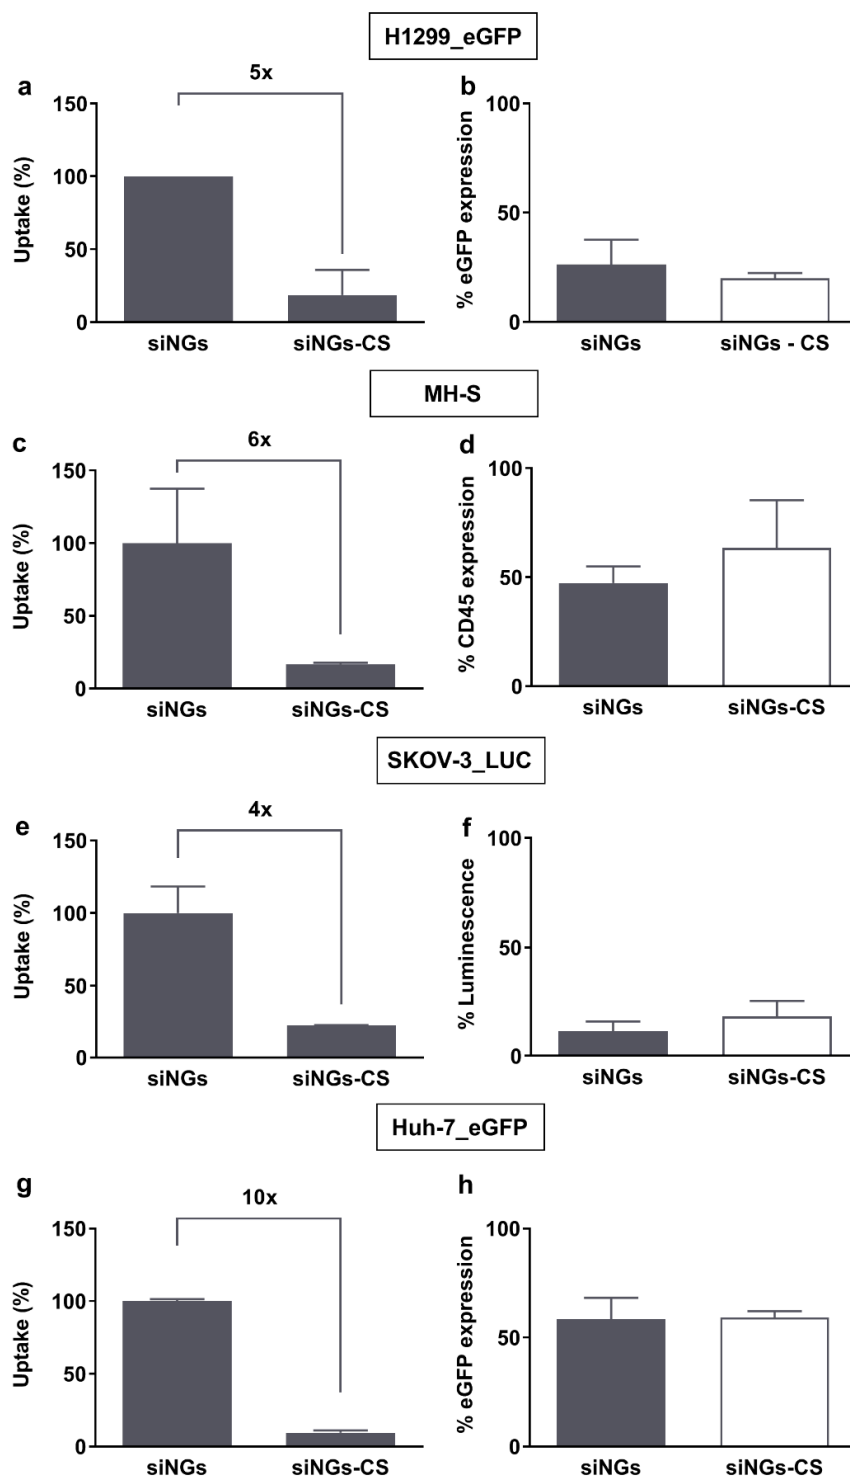 H1299_eGFP
a
5x
Uptake (%)
150
100
50
0
siNGs
siNGs-CS
b
% eGFP expression
100
50
0
siNGs
siNGs - CS
MH-S
c
6x
Uptake (%)
150
100
50
0
siNGs
siNGs-CS
d
% CD45 expression
100
50
0
siNGs
siNGs-CS
SKOV-3_LUC
e
4x
Uptake (%)
150
100
50
0
siNGs
siNGs-CS
f
% Luminescence
100
50
0
siNGs
siNGs-CS
Huh-7_eGFP
g
10x
Uptake (%)
150
100
50
0
siNGs
siNGs-CS
h
% eGFP expression
100
50
0
siNGs
siNGs-CS